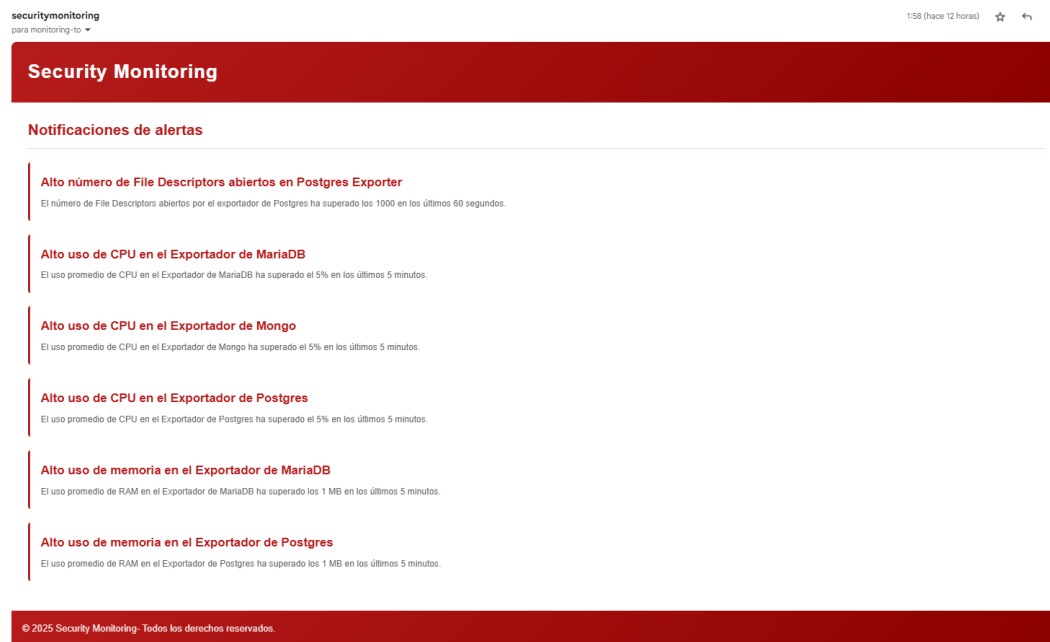 securitymonitoring
1:58 (hace 12 horas)
para monitoring-to
Security Monitoring
Notificaciones de alertas
Alto número de File Descriptors abiertos en Postgres Exporter
El número de File Descriptors abiertos por el exportador de Postgres ha superado los 1000 en los últimos 60 segundos.
Alto uso de CPU en el Exportador de MariaDB
El uso promedio de CPU en el Exportador de MariaDB ha superado el 5% en los últimos 5 minutos.
Alto uso de CPU en el Exportador de Mongo
El uso promedio de CPU en el Exportador de Mongo ha superado el 5% en los últimos 5 minutos.
Alto uso de CPU en el Exportador de Postgres
El uso promedio de CPU en el Exportador de Postgres ha superado el 5% en los últimos 5 minutos.
Alto uso de memoria en el Exportador de MariaDB
El uso promedio de RAM en el Exportador de MariaDB ha superado los 1 MB en los últimos 5 minutos.
Alto uso de memoria en el Exportador de Postgres
El uso promedio de RAM en el Exportador de Postgres ha superado los 1 MB en los últimos 5 minutos.
© 2025 Security Monitoring- Todos los derechos reservados.